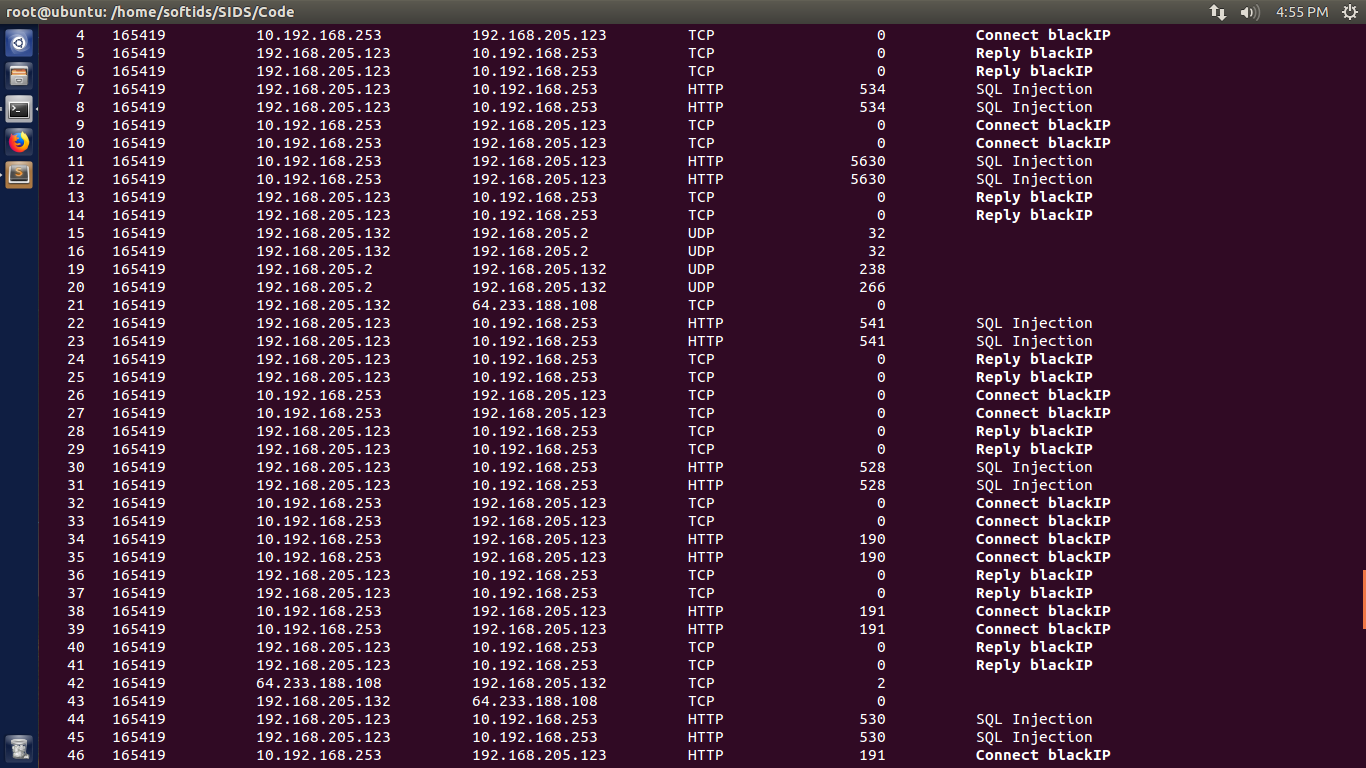 root@ubuntu: /home/softids/SIDS/Code 4:55 PM
4 165419 10.192.168.253 192.168.205.123 TCP 0 Connect blackIP
5 165419 192.168.205.123 10.192.168.253 TCP 0 Reply blackIP
6 165419 192.168.205.123 10.192.168.253 TCP 0 Reply blackIP
7 165419 192.168.205.123 10.192.168.253 HTTP 534 SQL Injection
8 165419 192.168.205.123 10.192.168.253 HTTP 534 SQL Injection
9 165419 10.192.168.253 192.168.205.123 TCP 0 Connect blackIP
10 165419 10.192.168.253 192.168.205.123 TCP 0 Connect blackIP
11 165419 10.192.168.253 192.168.205.123 HTTP 5630 SQL Injection
12 165419 10.192.168.253 192.168.205.123 HTTP 5630 SQL Injection
13 165419 192.168.205.123 10.192.168.253 TCP 0 Reply blackIP
14 165419 192.168.205.123 10.192.168.253 TCP 0 Reply blackIP
15 165419 192.168.205.132 192.168.205.2 UDP 32
16 165419 192.168.205.132 192.168.205.2 UDP 32
19 165419 192.168.205.2 192.168.205.132 UDP 238
20 165419 192.168.205.2 192.168.205.132 UDP 266
21 165419 192.168.205.132 64.233.188.108 TCP 0
22 165419 192.168.205.123 10.192.168.253 HTTP 541 SQL Injection
23 165419 192.168.205.123 10.192.168.253 HTTP 541 SQL Injection
24 165419 192.168.205.123 10.192.168.253 TCP 0 Reply blackIP
25 165419 192.168.205.123 10.192.168.253 TCP 0 Reply blackIP
26 165419 10.192.168.253 192.168.205.123 TCP 0 Connect blackIP
27 165419 10.192.168.253 192.168.205.123 TCP 0 Connect blackIP
28 165419 192.168.205.123 10.192.168.253 TCP 0 Reply blackIP
29 165419 192.168.205.123 10.192.168.253 TCP 0 Reply blackIP
30 165419 192.168.205.123 10.192.168.253 HTTP 528 SQL Injection
31 165419 192.168.205.123 10.192.168.253 HTTP 528 SQL Injection
32 165419 10.192.168.253 192.168.205.123 TCP 0 Connect blackIP
33 165419 10.192.168.253 192.168.205.123 TCP 0 Connect blackIP
34 165419 10.192.168.253 192.168.205.123 HTTP 190 Connect blackIP
35 165419 10.192.168.253 192.168.205.123 HTTP 190 Connect blackIP
36 165419 192.168.205.123 10.192.168.253 TCP 0 Reply blackIP
37 165419 192.168.205.123 10.192.168.253 TCP 0 Reply blackIP
38 165419 10.192.168.253 192.168.205.123 HTTP 191 Connect blackIP
39 165419 10.192.168.253 192.168.205.123 HTTP 191 Connect blackIP
40 165419 192.168.205.123 10.192.168.253 TCP 0 Reply blackIP
41 165419 192.168.205.123 10.192.168.253 TCP 0 Reply blackIP
42 165419 64.233.188.108 192.168.205.132 TCP 2
43 165419 192.168.205.132 64.233.188.108 TCP 0
44 165419 192.168.205.123 10.192.168.253 HTTP 530 SQL Injection
45 165419 192.168.205.123 10.192.168.253 HTTP 530 SQL Injection
46 165419 10.192.168.253 192.168.205.123 HTTP 191 Connect blackIP